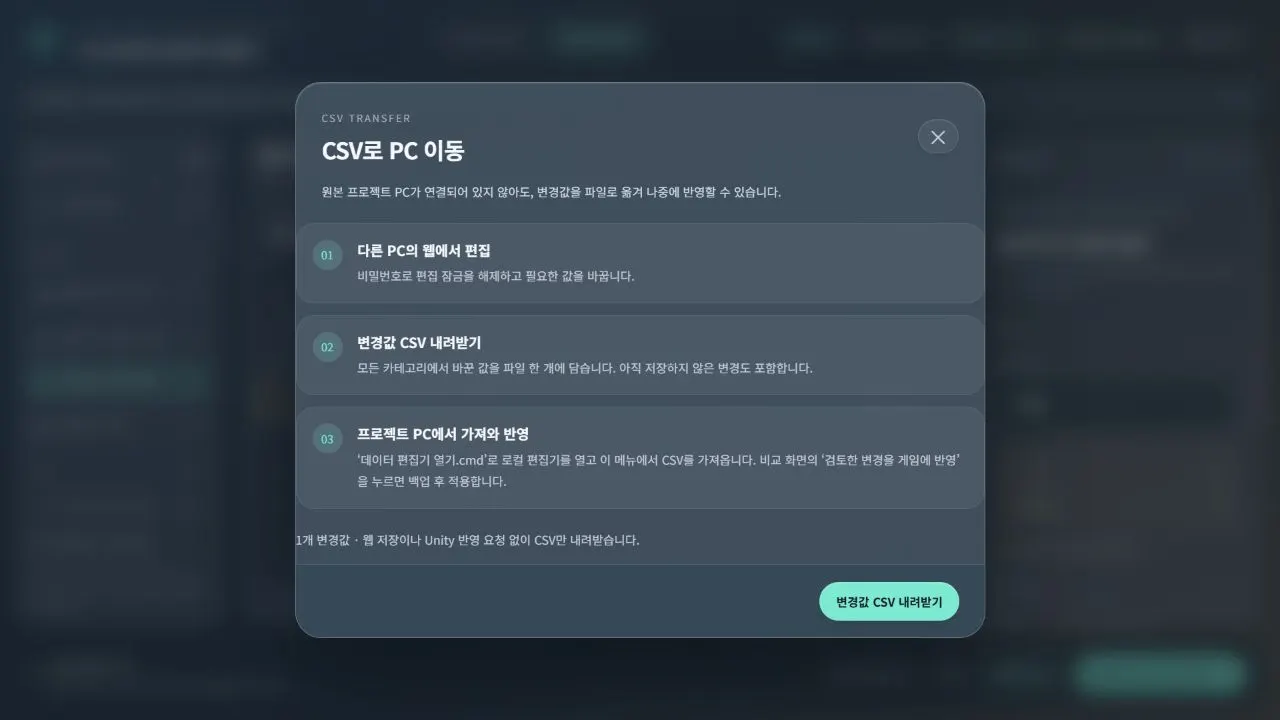 CSV TRANSFER
CSV로 PC 이동
원본 프로젝트 PC가 연결되어 있지 않아도, 변경값을 파일로 옮겨 나중에 반영할 수 있습니다.
01
다른 PC의 웹에서 편집
비밀번호로 편집 잠금을 해제하고 필요한 값을 바꿉니다.
02
변경값 CSV 내려받기
모든 카테고리에서 바꾼 값을 파일 한 개에 담습니다. 아직 저장하지 않은 변경도 포함합니다.
03
프로젝트 PC에서 가져와 반영
‘데이터 편집기 열기.cmd’로 로컬 편집기를 열고 이 메뉴에서 CSV를 가져옵니다. 비교 화면의 ‘검토한 변경을 게임에 반영’
을 누르면 백업 후 적용합니다.
1개 변경값 · 웹 저장이나 Unity 반영 요청 없이 CSV만 내려받습니다.
변경값 CSV 내려받기